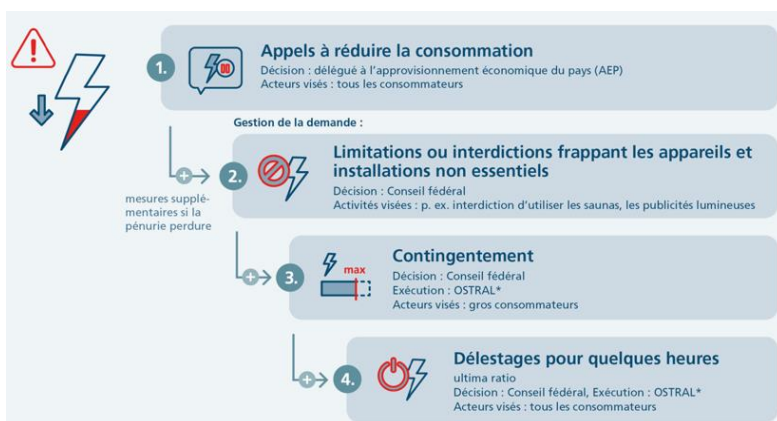 1.
Appels à réduire la consommation
Décision : délégué à l'approvisionnement économique du pays (AEP)
Acteurs visés : tous les consommateurs
Gestion de la demande :
mesures supplé-
mentaires si la
pénurie perdure
2.
Limitations ou interdictions frappant les appareils et
installations non essentiels
Décision : Conseil fédéral
Activités visées : p. ex. interdiction d'utiliser les saunas, les publicités lumineuses
3.
max
Contingentement
Décision : Conseil fédéral
Exécution : OSTRAL*
Acteurs visés : gros consommateurs
4.
Délestages pour quelques heures
ultima ratio
Décision : Conseil fédéral, Exécution : OSTRAL*
Acteurs visés : tous les consommateurs